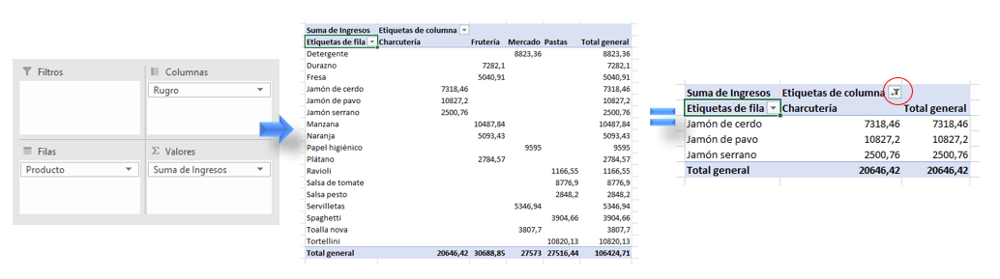 Filtros
Columnas
Rugro
Filas
Σ Valores
Producto
Suma de Ingresos
Suma de Ingresos Etiquetas de columna
Etiquetas de fila Charcutería Frutería Mercado Pastas Total general
Detergente 8823,36 8823,36
Durazno 7282,1 7282,1
Fresa 5040,91 5040,91
Jamón de cerdo 7318,46 7318,46
Jamón de pavo 10827,2 10827,2
Jamón serrano 2500,76 2500,76
Manzana 10487,84 10487,84
Naranja 5093,43 5093,43
Papel higiénico 9595 9595
Plátano 2784,57 2784,57
Ravioli 1166,55 1166,55
Salsa de tomate 8776,9 8776,9
Salsa pesto 2848,2 2848,2
Servilletas 5346,94 5346,94
Spaghetti 3904,66 3904,66
Toalla nova 3807,7 3807,7
Tortellini 10820,13 10820,13
Total general 20646,42 30688,85 27573 27516,44 106424,71
Suma de Ingresos Etiquetas de columna
Etiquetas de fila Charcutería Total general
Jamón de cerdo 7318,46 7318,46
Jamón de pavo 10827,2 10827,2
Jamón serrano 2500,76 2500,76
Total general 20646,42 20646,42